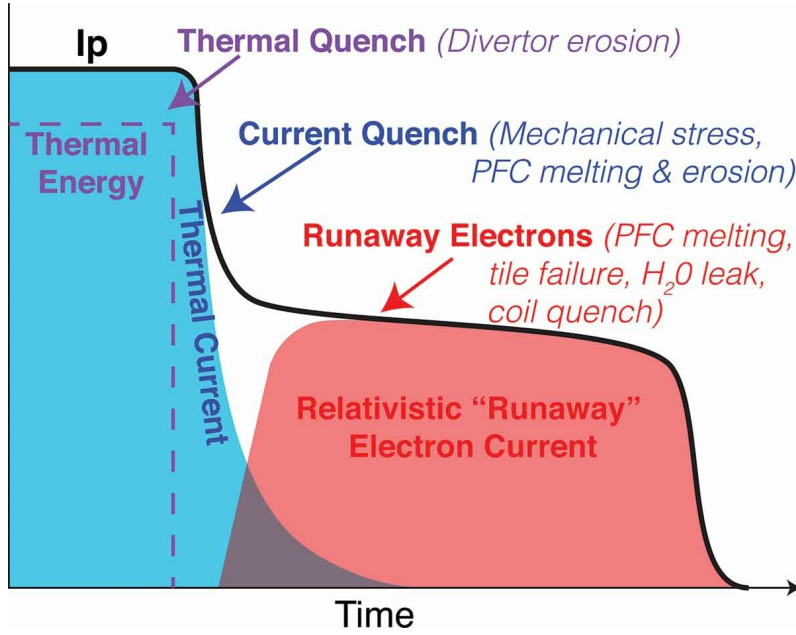 Ip
Thermal Quench (Divertor erosion)
Thermal
Energy
Current Quench (Mechanical stress,
PFC melting & erosion)
Thermal Current
Runaway Electrons (PFC melting,
tile failure, H₂0 leak,
coil quench)
Relativistic “Runaway”
Electron Current
Time